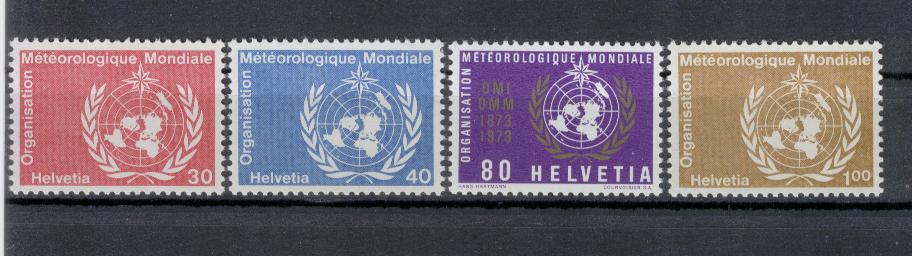 Météorologique Mondiale
Organisation
Helvetia 30
Météorologique Mondiale
Organisation
Helvetia 40
MÉTÉOROLOGIQUE MONDIALE
ORGANISATION
OMI
OMM
1873
1973
80 HELVETIA
HANS HARTMANN COURVOISIER S.A.
Météorologique Mondiale
Organisation
Helvetia 1.00